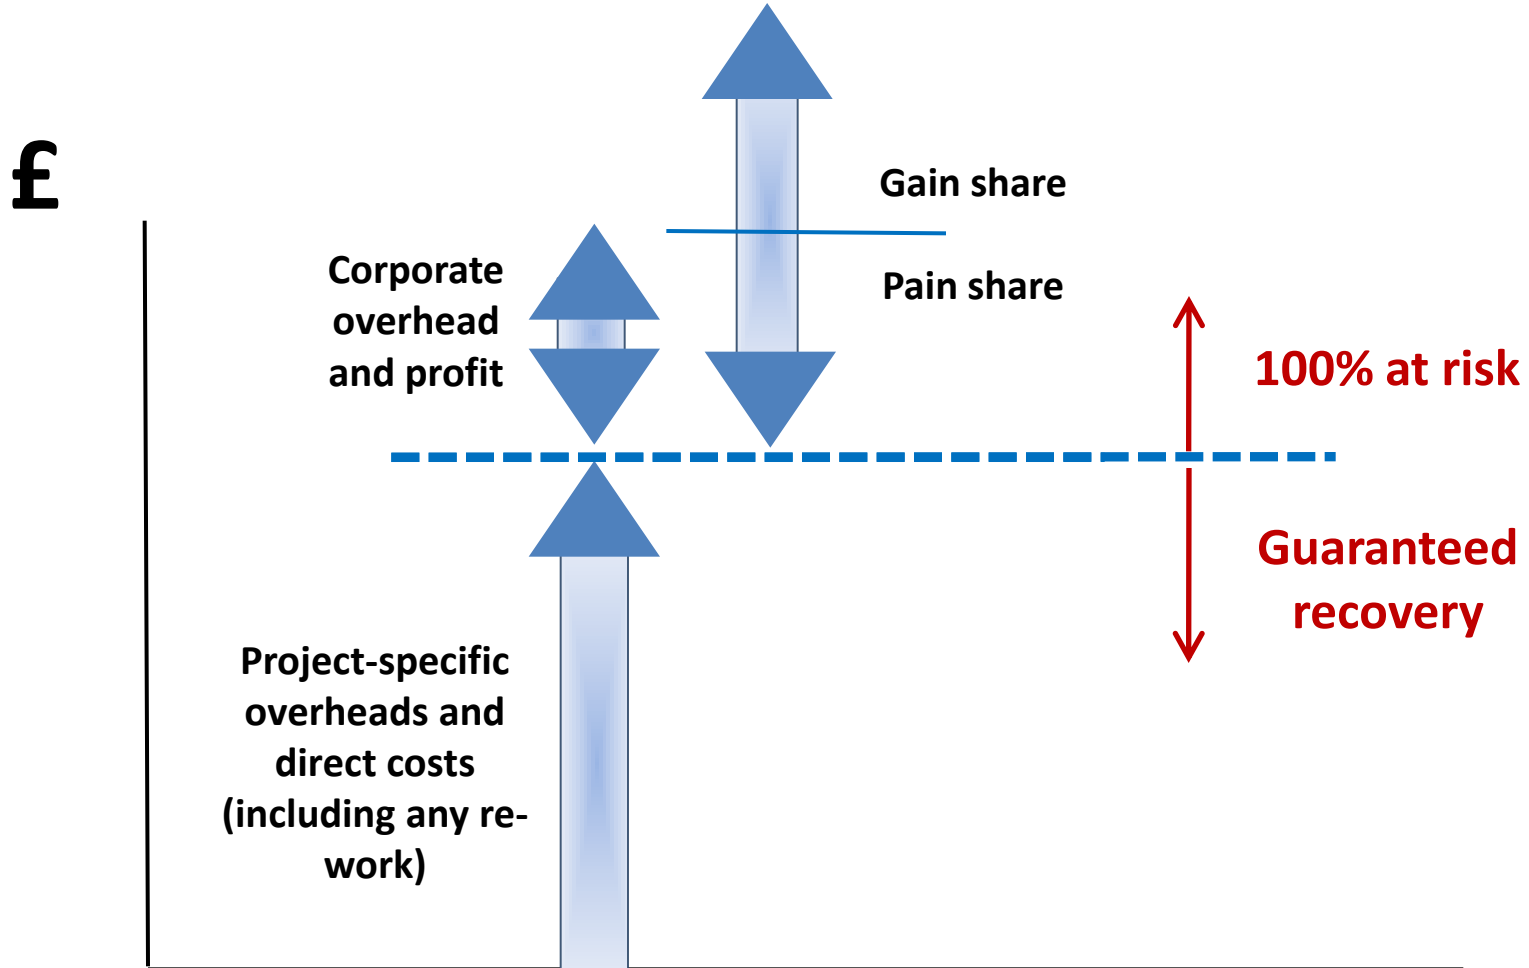 £
Gain share
Corporate
overhead
and profit
Pain share
100% at risk
Guaranteed
recovery
Project-specific
overheads and
direct costs
(including any re-
work)